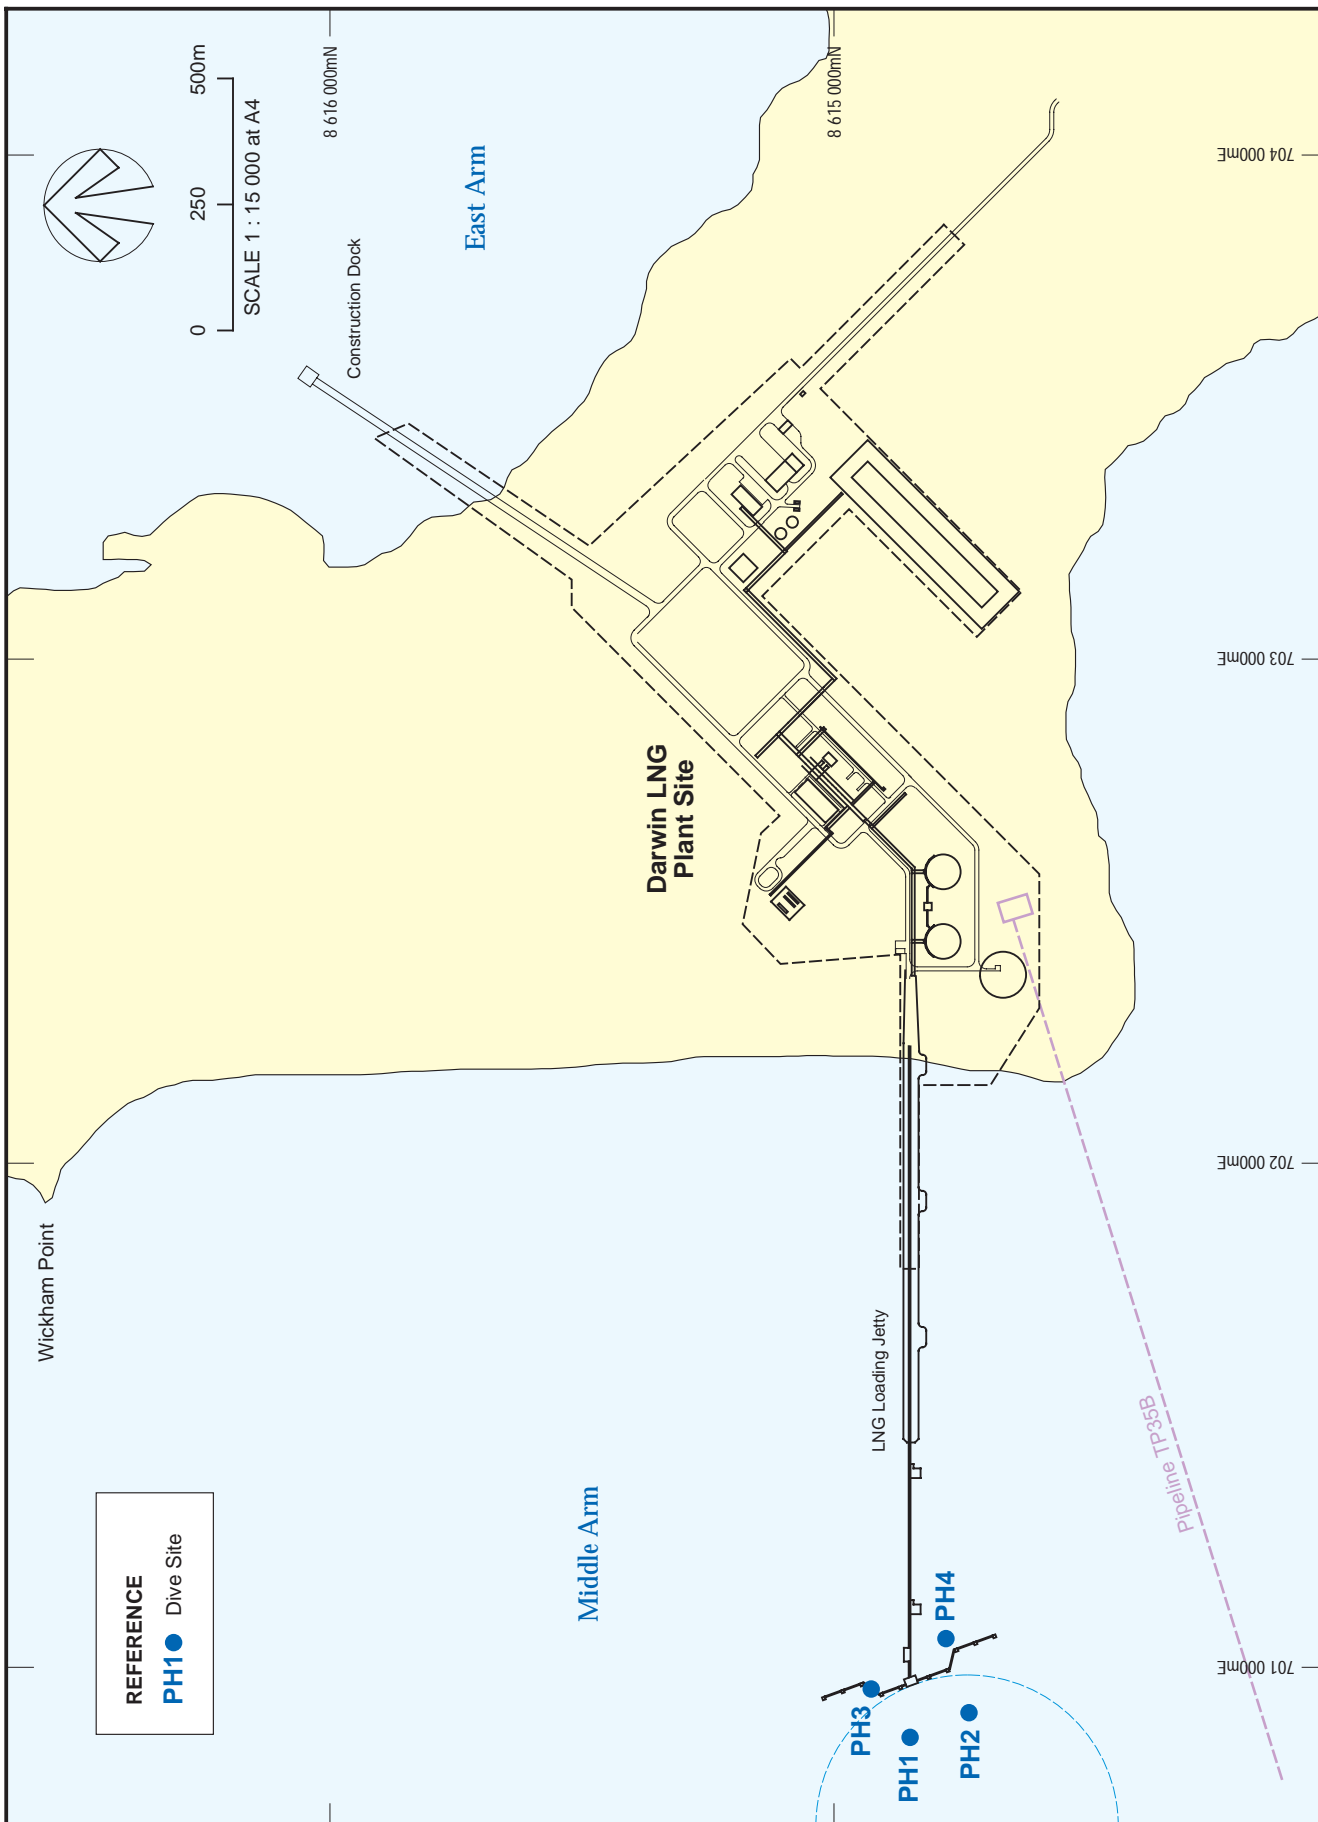 Wickham Point
REFERENCE
PH1 Dive Site
0 250 500m
SCALE 1 : 15 000 at A4
8 616 000mN
Construction Dock
East Arm
Middle Arm
Darwin LNG
Plant Site
8 615 000mN
LNG Loading Jetty
PH3
PH1
PH4
PH2
Pipeline TP35B
701 000mE
702 000mE
703 000mE
704 000mE